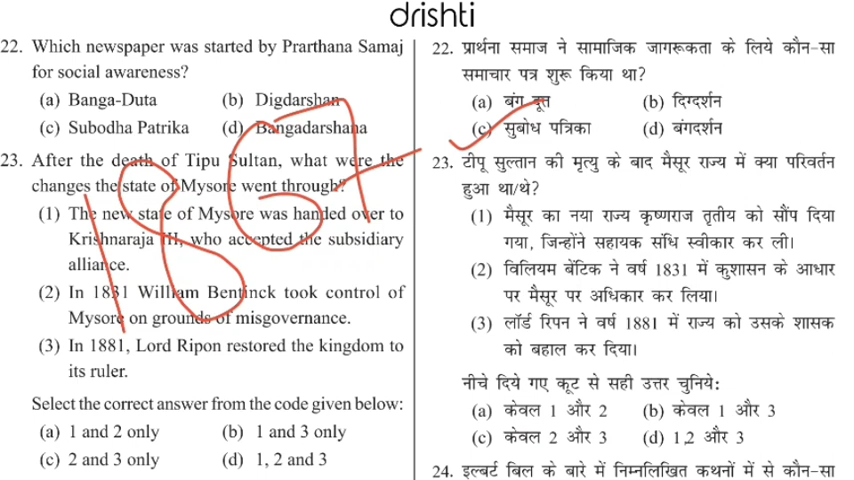 drishti
22. Which newspaper was started by Prarthana Samaj
for social awareness?
(a) Banga-Duta (b) Digdarshan
(c) Subodha Patrika (d) Bangadarshana
23. After the death of Tipu Sultan, what were the
changes the state of Mysore went through?
(1) The new state of Mysore was handed over to
Krishnaraja III, who accepted the subsidiary
alliance.
(2) In 1831 William Bentinck took control of
Mysore on grounds of misgovernance.
(3) In 1881, Lord Ripon restored the kingdom to
its ruler.
Select the correct answer from the code given below:
(a) 1 and 2 only (b) 1 and 3 only
(c) 2 and 3 only (d) 1, 2 and 3
1867
22. प्रार्थना समाज ने सामाजिक जागरूकता के लिये कौन-सा
समाचार पत्र शुरू किया था?
(a) बंग दूत (b) दिग्दर्शन
(c) सुबोध पत्रिका (d) बंगदर्शन
23. टीपू सुल्तान की मृत्यु के बाद मैसूर राज्य में क्या परिवर्तन
हुआ था/थे?
(1) मैसूर का नया राज्य कृष्णराज तृतीय को सौंप दिया
गया, जिन्होंने सहायक संधि स्वीकार कर ली।
(2) विलियम बेंटिक ने वर्ष 1831 में कुशासन के आधार
पर मैसूर पर अधिकार कर लिया।
(3) लॉर्ड रिपन ने वर्ष 1881 में राज्य को उसके शासक
को बहाल कर दिया।
नीचे दिये गए कूट से सही उत्तर चुनिये:
(a) केवल 1 और 2 (b) केवल 1 और 3
(c) केवल 2 और 3 (d) 1,2 और 3
24. इल्बर्ट बिल के बारे में निम्नलिखित कथनों में से कौन-सा